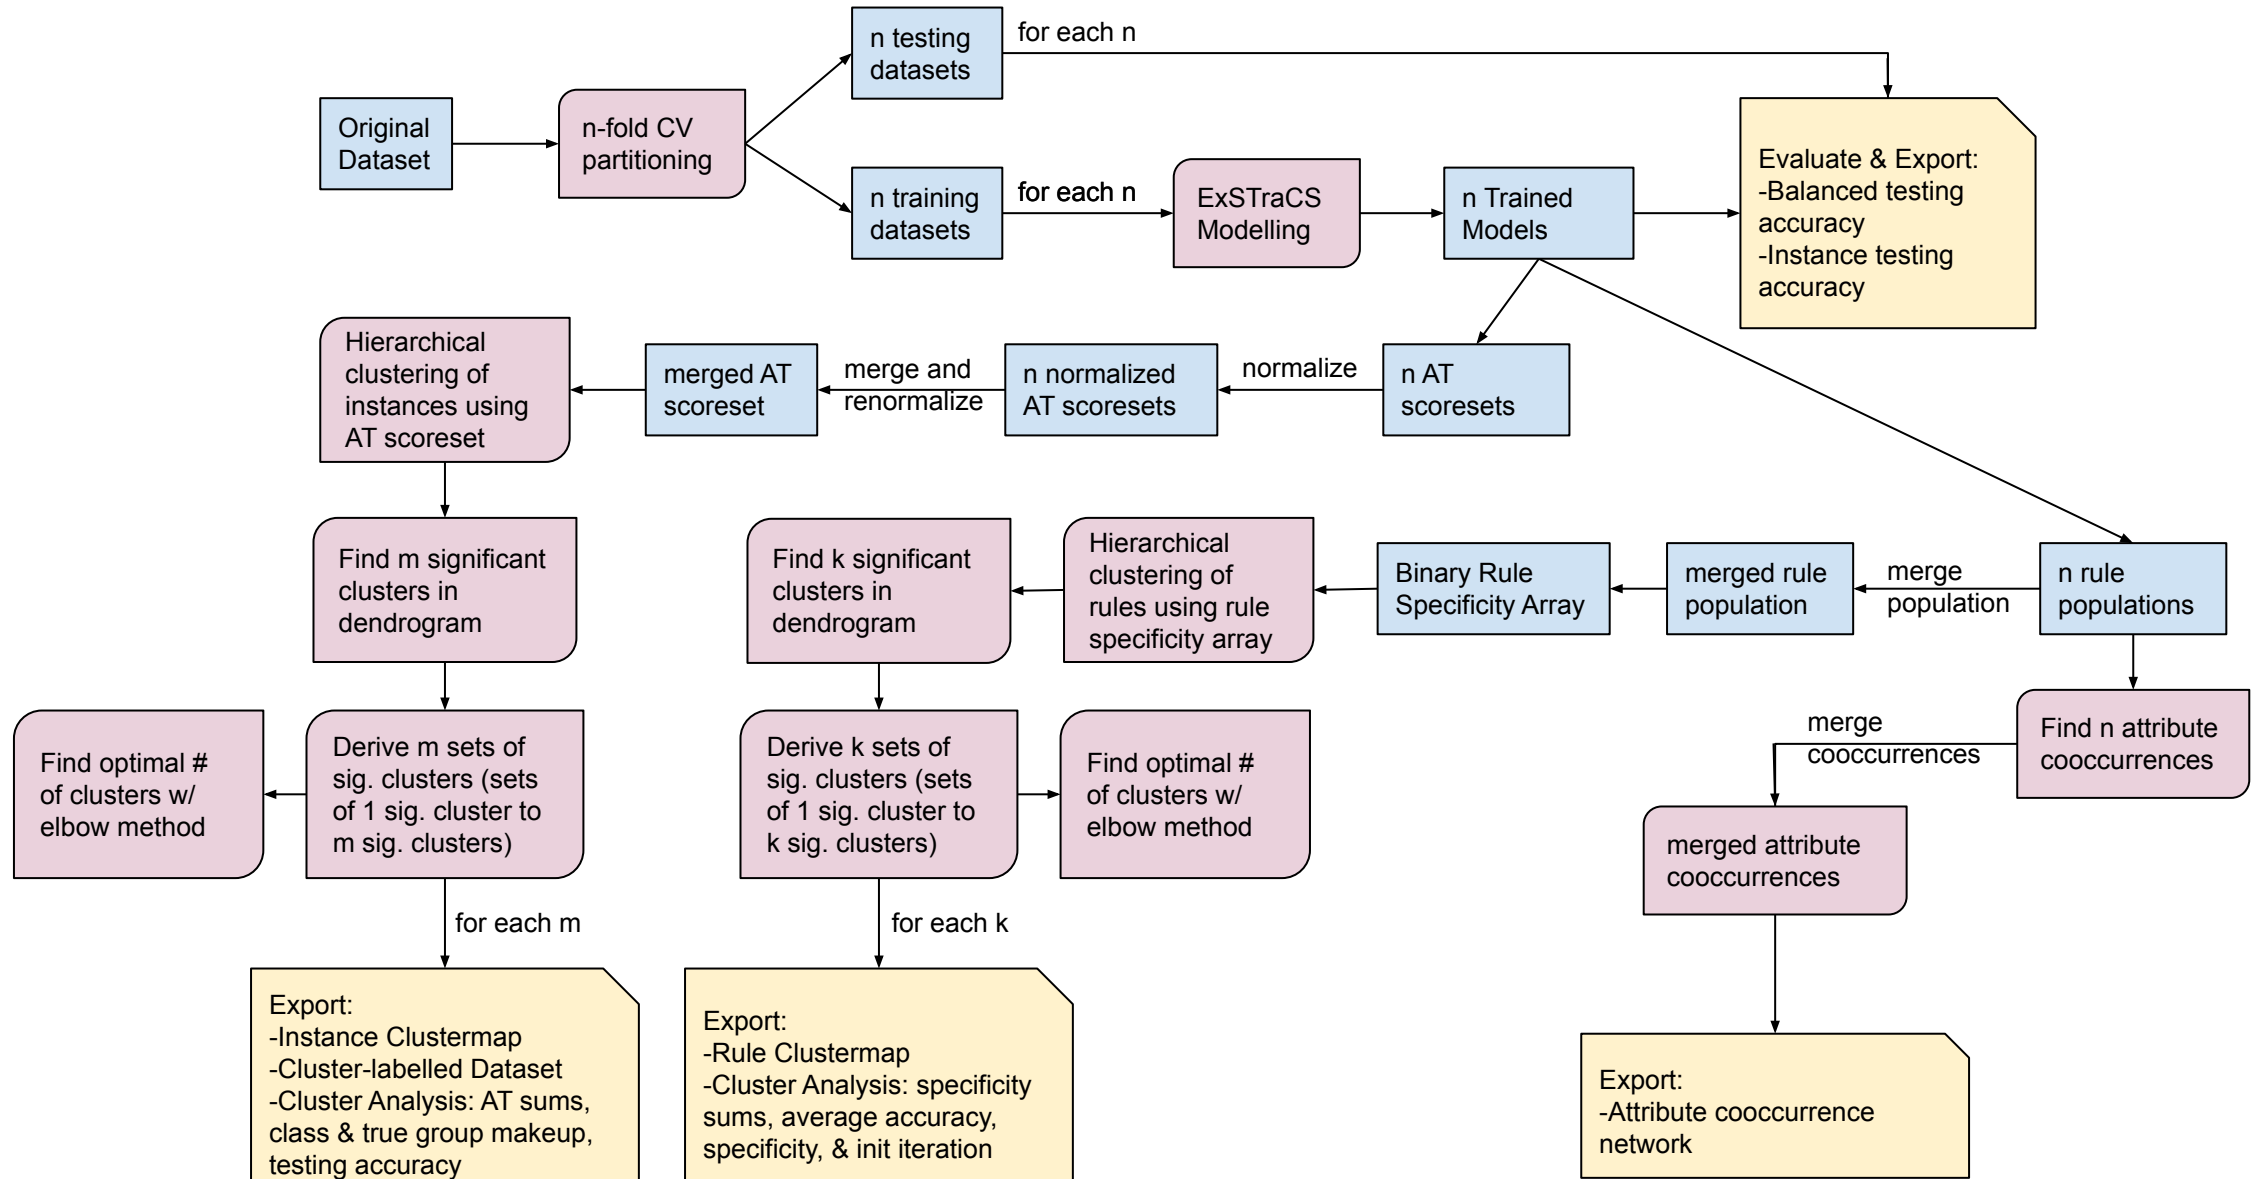 n testing
datasets
for each n
Original
Dataset
n-fold CV
partitioning
n training
datasets
for each n
ExSTraCS
Modelling
n Trained
Models
Evaluate & Export:
-Balanced testing
accuracy
-Instance testing
accuracy
Hierarchical
clustering of
instances using
AT scoreset
merged AT
scoreset
merge and
renormalize
n normalized
AT scoresets
normalize
n AT
scoresets
Find m significant
clusters in
dendrogram
Find k significant
clusters in
dendrogram
Hierarchical
clustering of
rules using rule
specificity array
Binary Rule
Specificity Array
merged rule
population
merge
population
n rule
populations
Find optimal #
of clusters w/
elbow method
Derive m sets of
sig. clusters (sets
of 1 sig. cluster to
m sig. clusters)
Derive k sets of
sig. clusters (sets
of 1 sig. cluster to
k sig. clusters)
Find optimal #
of clusters w/
elbow method
merge
cooccurrences
Find n attribute
cooccurrences
merged attribute
cooccurrences
for each m
for each k
Export:
-Instance Clustermap
-Cluster-labelled Dataset
-Cluster Analysis: AT sums,
class & true group makeup,
testing accuracy
Export:
-Rule Clustermap
-Cluster Analysis: specificity
sums, average accuracy,
specificity, & init iteration
Export:
-Attribute cooccurrence
network